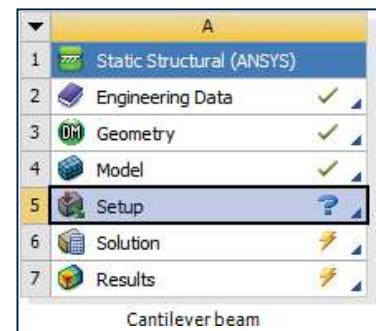 A
1 Static Structural (ANSYS)
2 Engineering Data
3 DM Geometry
4 Model
5 Setup ?
6 Solution
7 Results
Cantilever beam